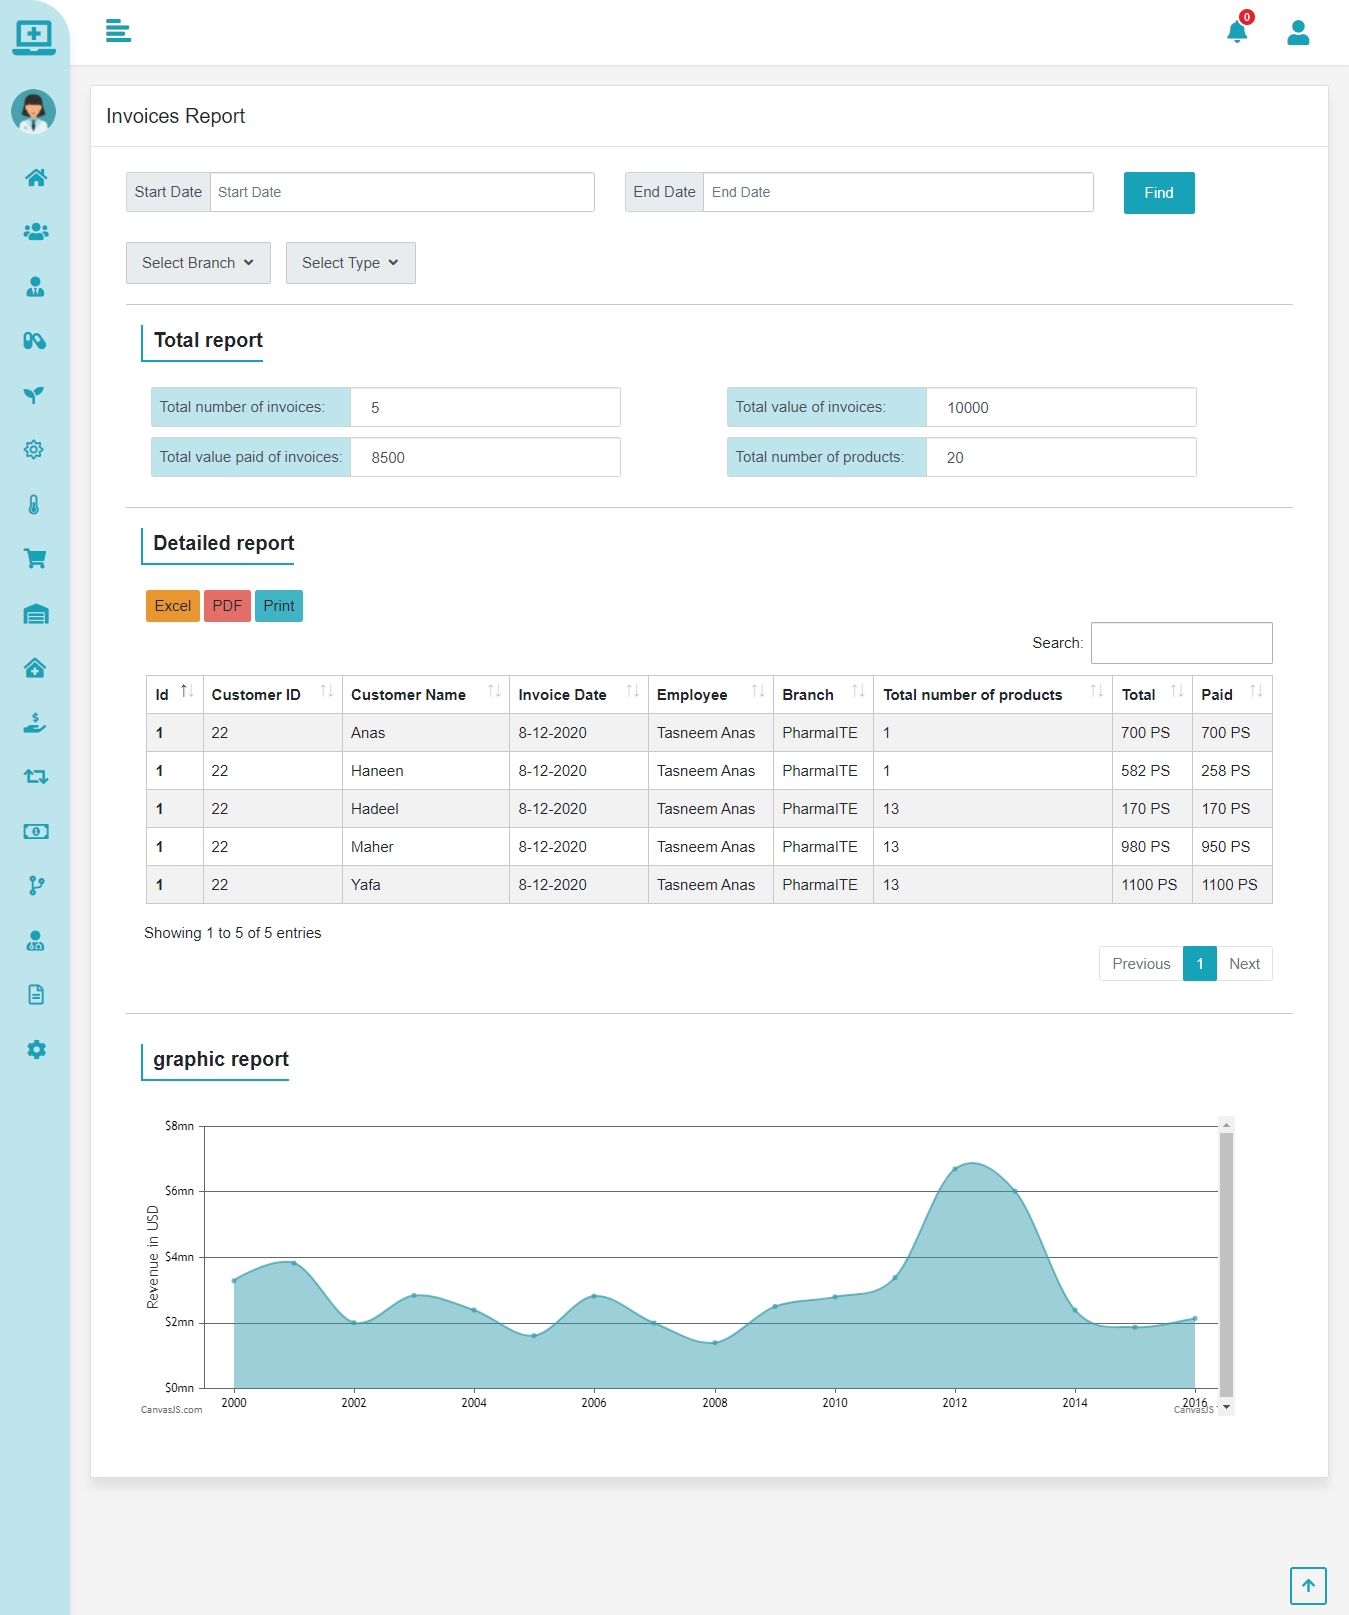 0
Invoices Report
Start Date Start Date End Date End Date Find
Select Branch Select Type
Total report
Total number of invoices: 5 Total value of invoices: 10000
Total value paid of invoices: 8500 Total number of products: 20
Detailed report
Excel PDF Print
Search:
Id Customer ID Customer Name Invoice Date Employee Branch Total number of products Total Paid
1 22 Anas 8-12-2020 Tasneem Anas PharmaITE 1 700 PS 700 PS
1 22 Haneen 8-12-2020 Tasneem Anas PharmaITE 1 582 PS 258 PS
1 22 Hadeel 8-12-2020 Tasneem Anas PharmaITE 13 170 PS 170 PS
1 22 Maher 8-12-2020 Tasneem Anas PharmaITE 13 980 PS 950 PS
1 22 Yafa 8-12-2020 Tasneem Anas PharmaITE 13 1100 PS 1100 PS
Showing 1 to 5 of 5 entries
Previous 1 Next
graphic report
Revenue in USD
$8mn
$6mn
$4mn
$2mn
$0mn
2000 2002 2004 2006 2008 2010 2012 2014 2016
CanvasJS.com CanvasJS